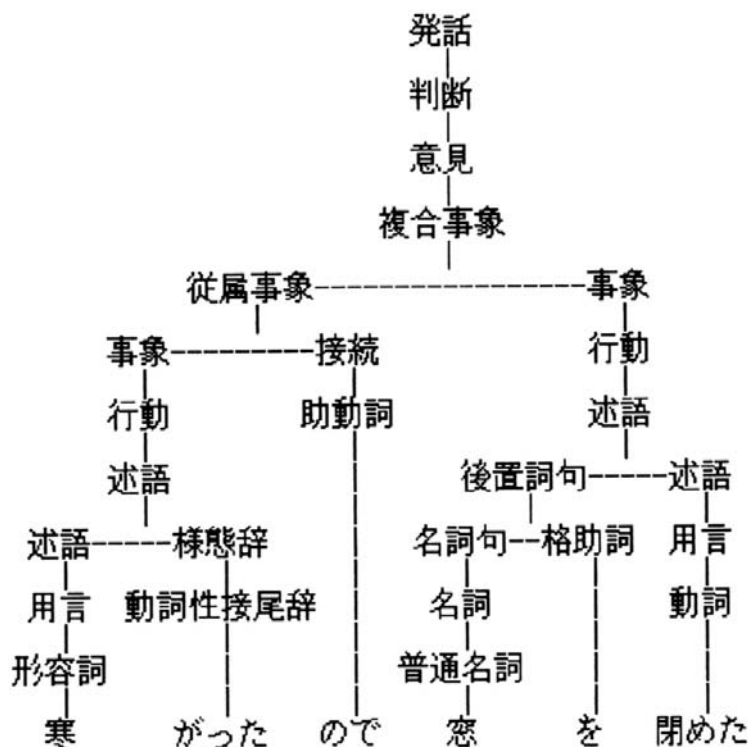 発話
判断
意見
複合事象
従属事象 事象
事象 接続 行動
行動 助動詞 述語
述語 後置詞句 述語
述語 様態辞 名詞句 格助詞 用言
用言 動詞性接尾辞 名詞 動詞
形容詞 普通名詞
寒 がった ので 窓 を 閉めた